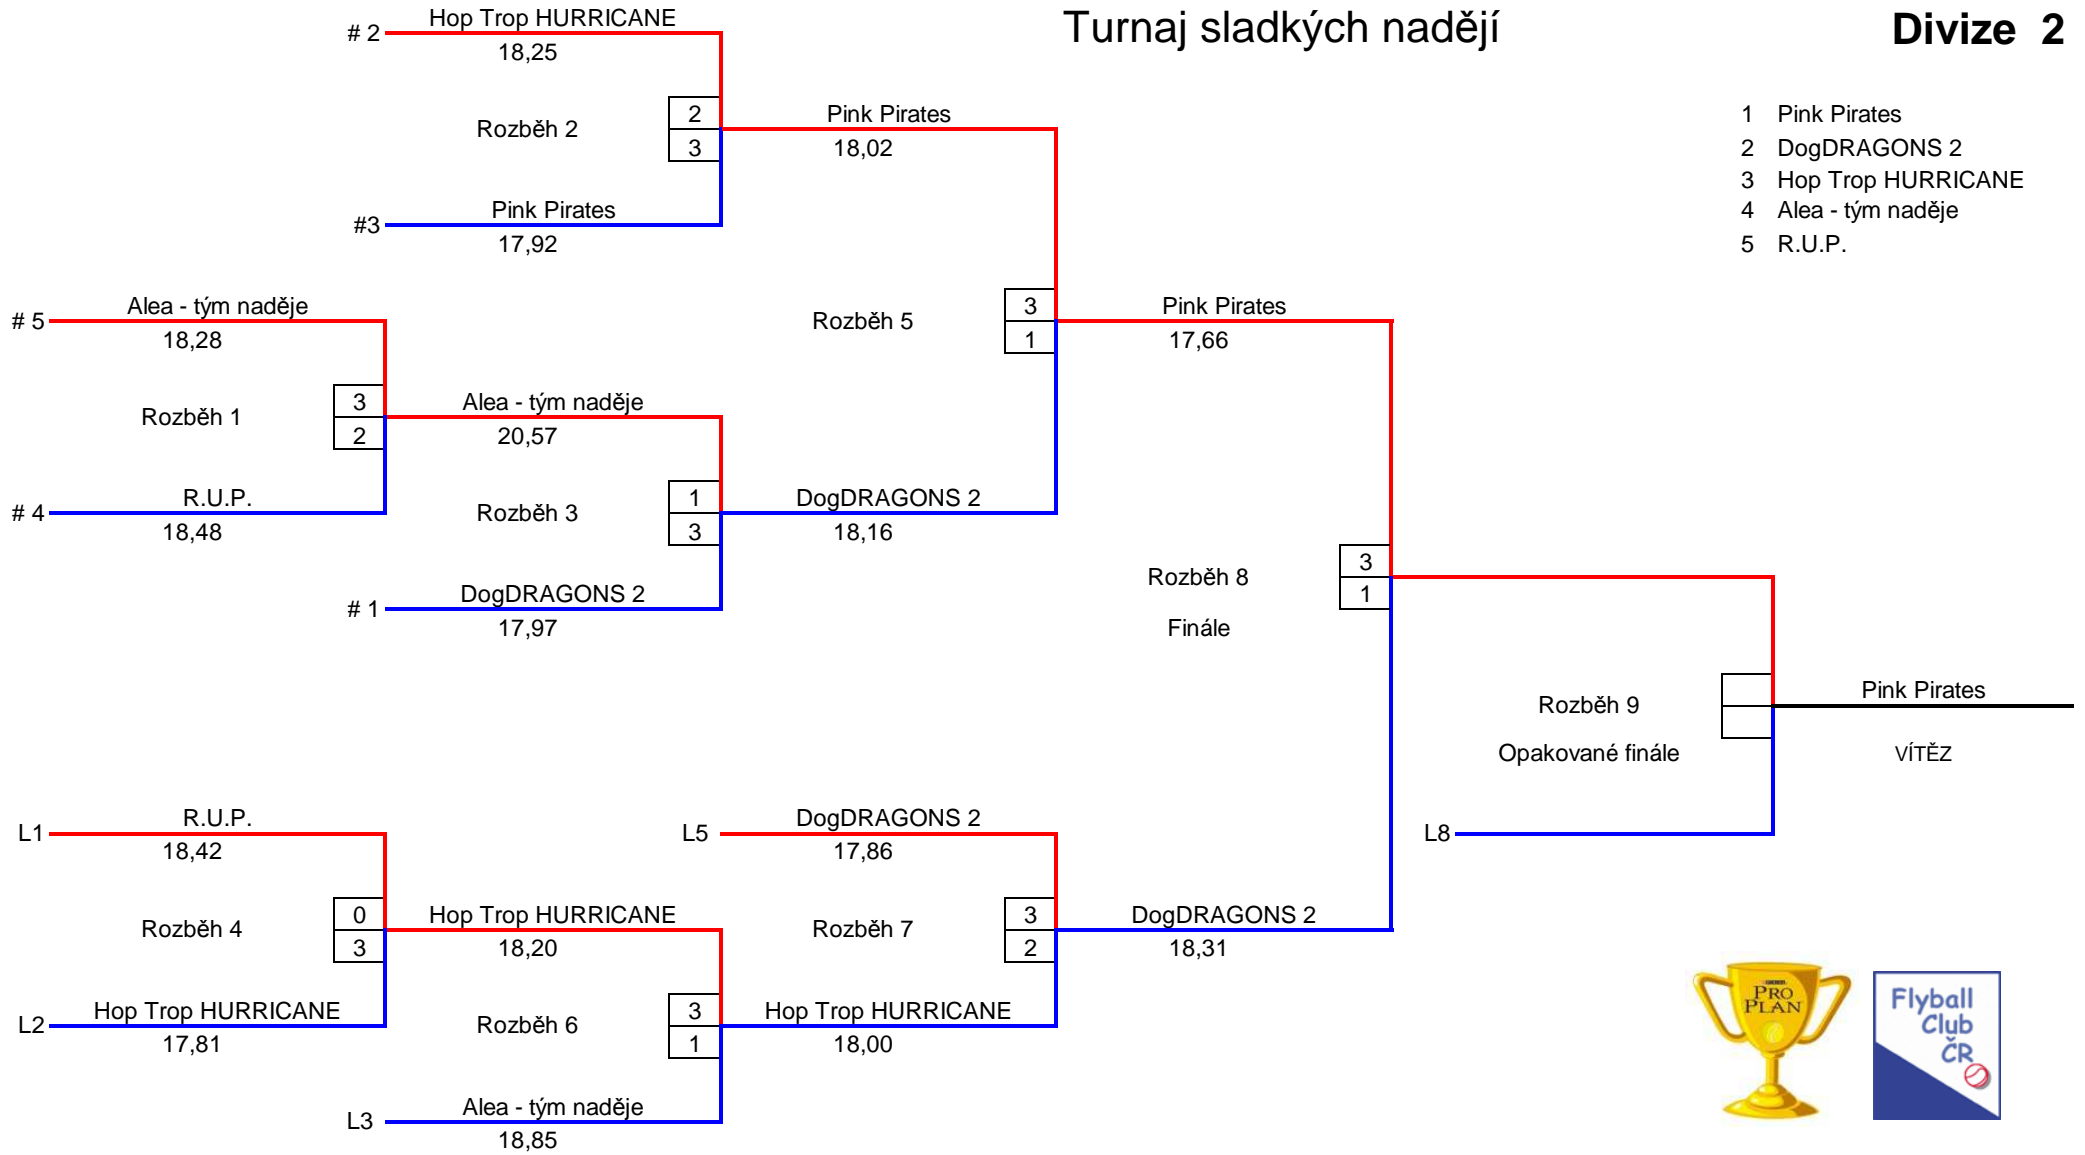 Turnaj sladkých nadějí
Divize 2
1 Pink Pirates
2 DogDRAGONS 2
3 Hop Trop HURRICANE
4 Alea - tým naděje
5 R.U.P.
# 2
Hop Trop HURRICANE
18,25
Rozběh 2
2
3
#3
Pink Pirates
17,92
Pink Pirates
18,02
# 5
Alea - tým naděje
18,28
Rozběh 1
3
2
# 4
R.U.P.
18,48
Alea - tým naděje
20,57
Rozběh 3
1
3
# 1
DogDRAGONS 2
17,97
DogDRAGONS 2
18,16
Rozběh 5
3
1
Pink Pirates
17,66
Rozběh 8
3
1
Finále
Rozběh 9
Opakované finále
Pink Pirates
VÍTĚZ
L8
L1
R.U.P.
18,42
Rozběh 4
0
3
L2
Hop Trop HURRICANE
17,81
Hop Trop HURRICANE
18,20
Rozběh 6
3
1
L3
Alea - tým naděje
18,85
L5
DogDRAGONS 2
17,86
Rozběh 7
3
2
Hop Trop HURRICANE
18,00
DogDRAGONS 2
18,31
PRO
PLAN
Flyball
Club
ČR